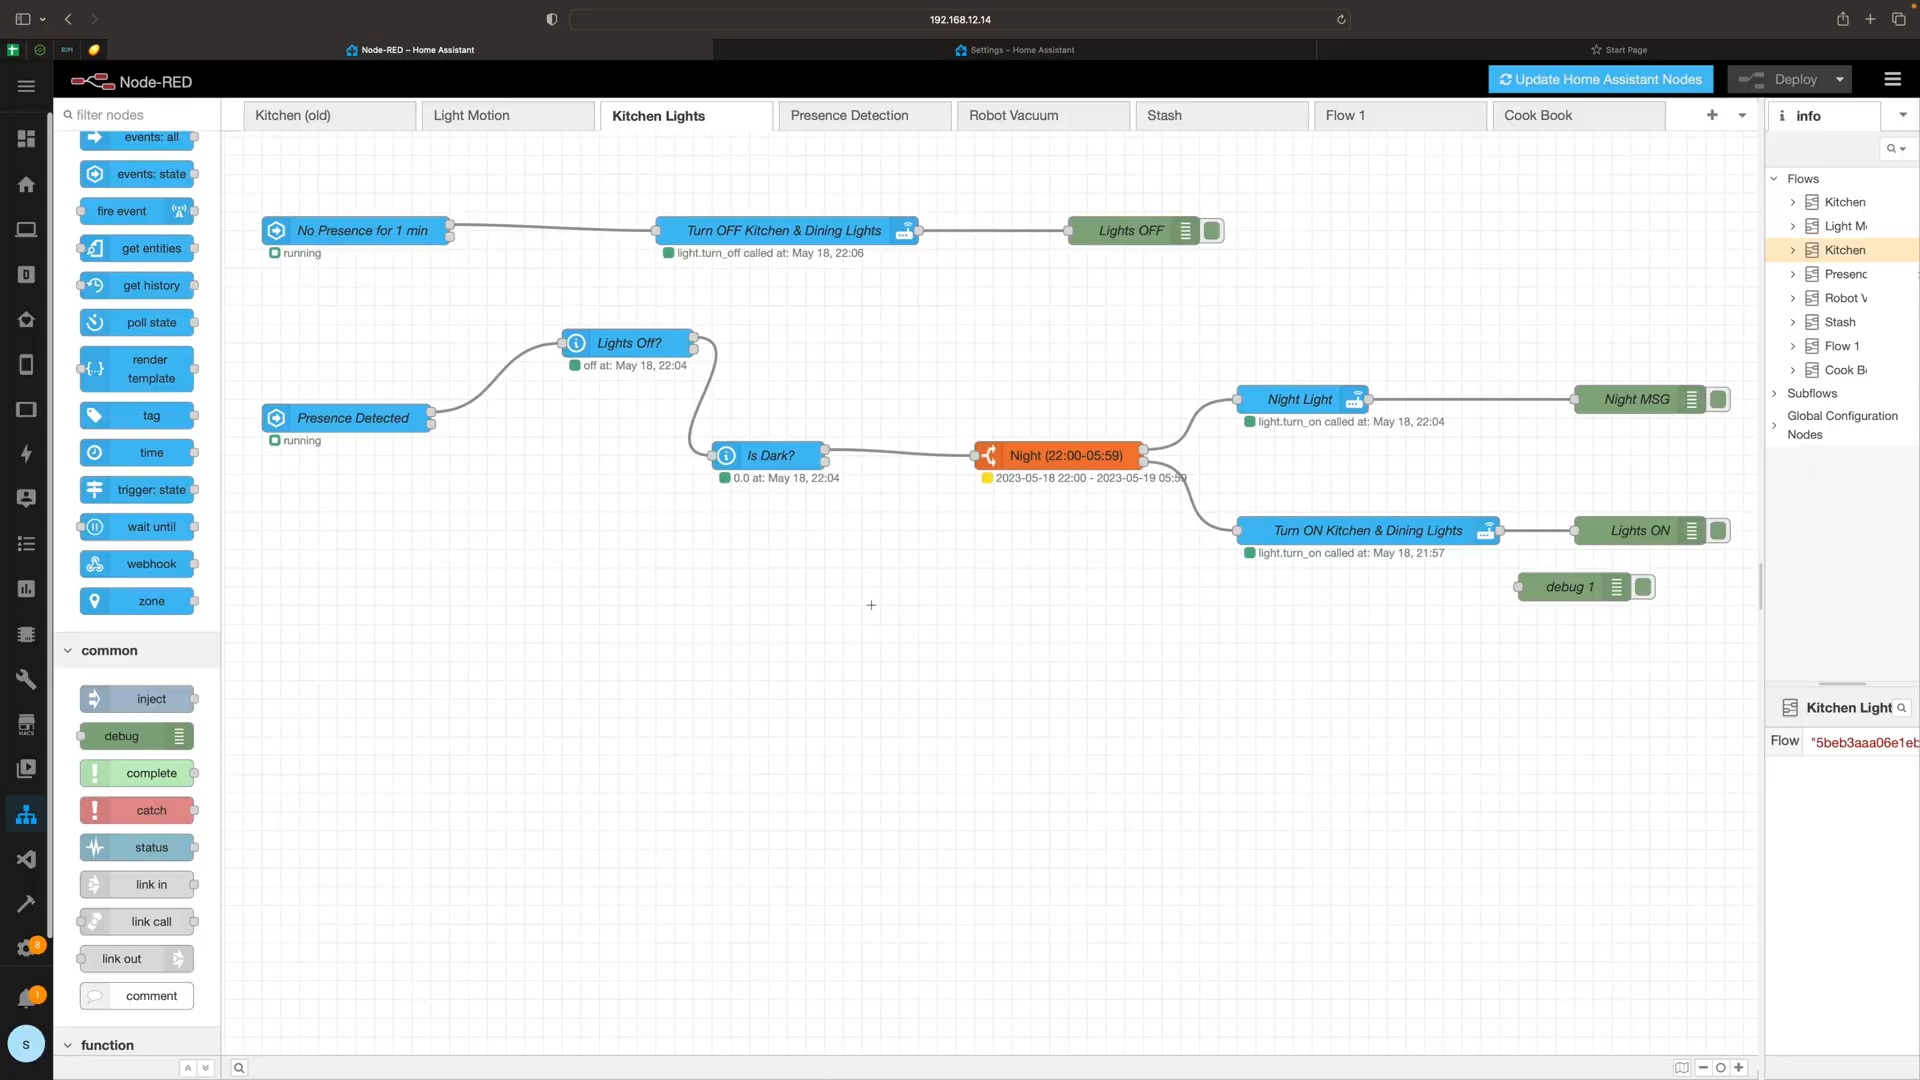 192.168.12.14
Node-RED – Home Assistant
Settings – Home Assistant
Start Page
Node-RED
Update Home Assistant Nodes
Deploy
filter nodes
Kitchen (old)
Light Motion
Kitchen Lights
Presence Detection
Robot Vacuum
Stash
Flow 1
Cook Book
info
events: all
events: state
fire event
get entities
get history
poll state
render
template
tag
time
trigger: state
wait until
webhook
zone
common
inject
debug
complete
catch
status
link in
link call
link out
comment
function
HACS
8
1
S
No Presence for 1 min
running
Turn OFF Kitchen & Dining Lights
light.turn_off called at: May 18, 22:06
Lights OFF
Lights Off?
off at: May 18, 22:04
Presence Detected
running
Is Dark?
0.0 at: May 18, 22:04
Night (22:00-05:59)
2023-05-18 22:00 - 2023-05-19 05:59
Night Light
light.turn_on called at: May 18, 22:04
Night MSG
Turn ON Kitchen & Dining Lights
light.turn_on called at: May 18, 21:57
Lights ON
debug 1
Flows
Kitchen
Light Mo
Kitchen
Presenc
Robot V
Stash
Flow 1
Cook Bo
Subflows
Global Configuration
Nodes
Kitchen Light
Flow
"5beb3aaa06e1eb